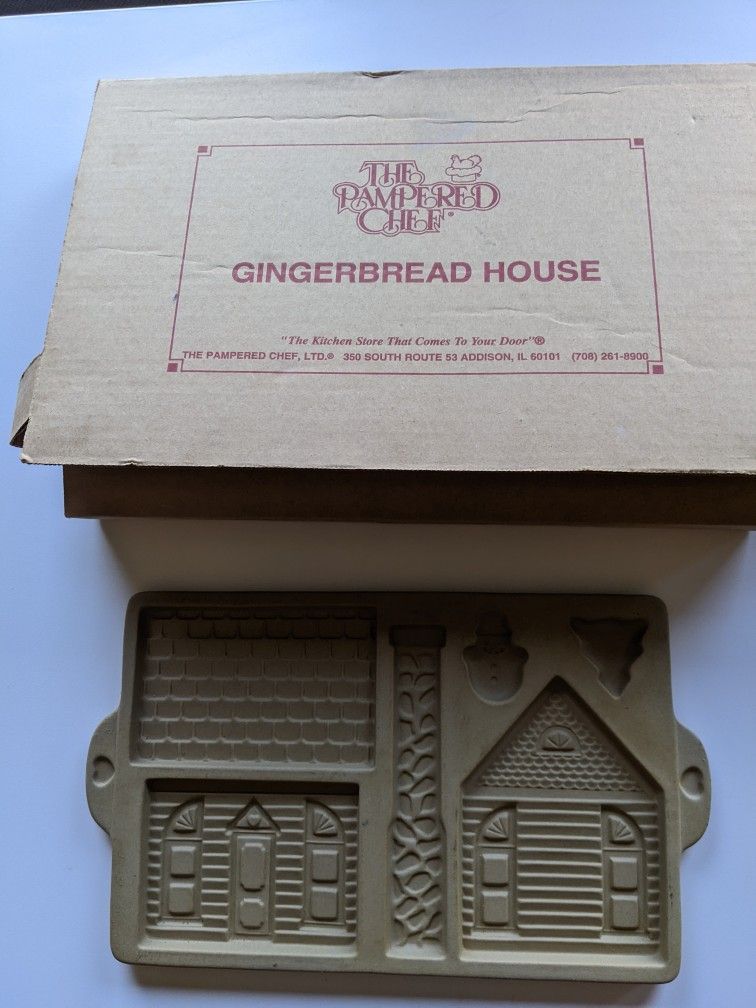 THE
PAMPERED
CHEF®
GINGERBREAD HOUSE
"The Kitchen Store That Comes To Your Door"®
THE PAMPERED CHEF, LTD.® 350 SOUTH ROUTE 53 ADDISON, IL 60101 (708) 261-8900